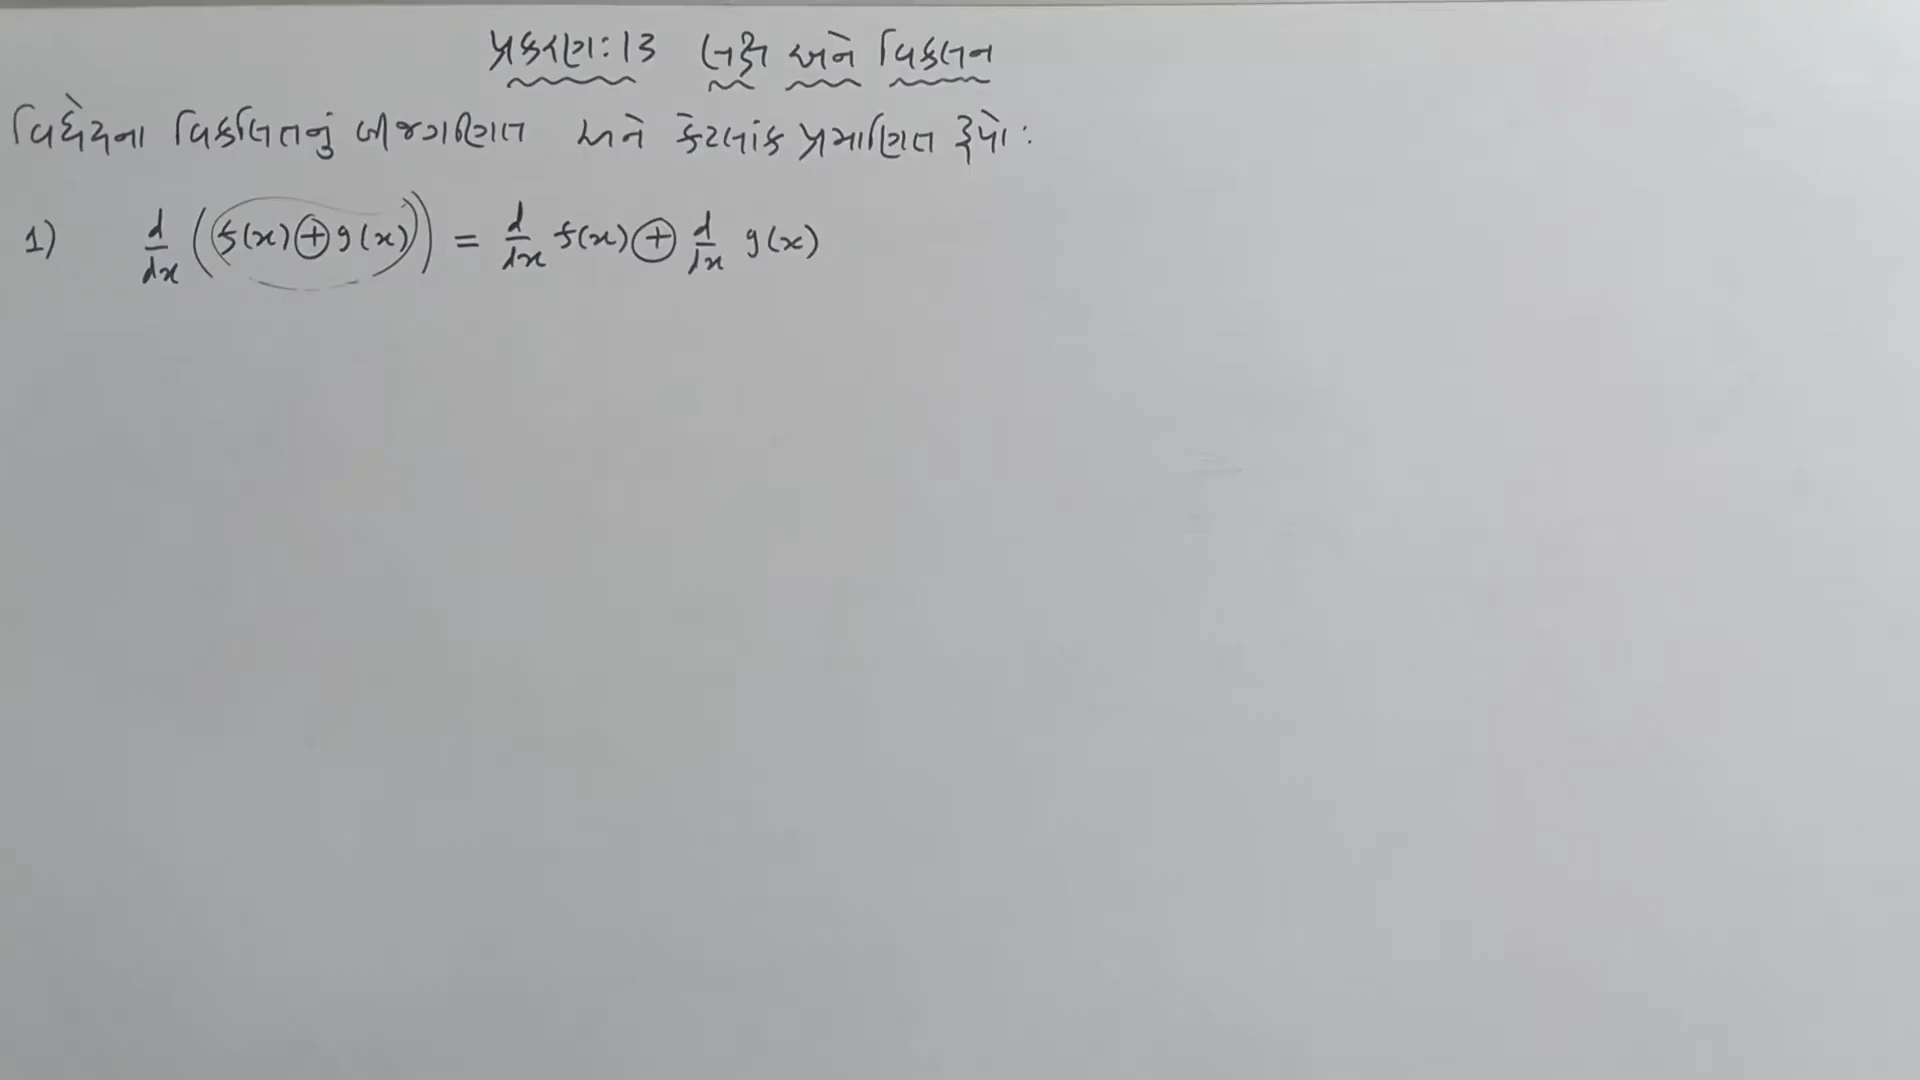 પ્રકરણ:13 લક્ષ અને વિકલન
વિધેયના વિકલિતનું બીજગણિત અને કેટલાંક પ્રમાણિત રૂપો:
1) d/dx (f(x)+g(x)) = d/dx f(x) + d/dx g(x)